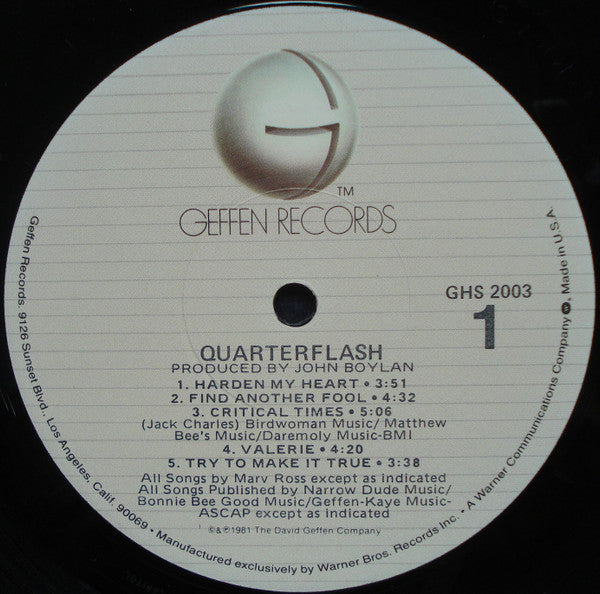 TM
GEFFEN RECORDS
GHS 2003
1
QUARTERFLASH
PRODUCED BY JOHN BOYLAN
1. HARDEN MY HEART • 3:51
2. FIND ANOTHER FOOL • 4:32
3. CRITICAL TIMES • 5:06
(Jack Charles) Birdwoman Music/ Matthew
Bee's Music/Daremoly Music-BMI
4. VALERIE • 4:20
5. TRY TO MAKE IT TRUE • 3:38
All Songs by Marv Ross except as indicated
All Songs Published by Narrow Dude Music/
Bonnie Bee Good Music/Geffen-Kaye Music-
ASCAP except as indicated
©&℗1981 The David Geffen Company
Geffen Records, 9126 Sunset Blvd., Los Angeles, Calif. 90069 • Manufactured exclusively by Warner Bros. Records Inc. • A Warner Communications Company, Made in U.S.A.